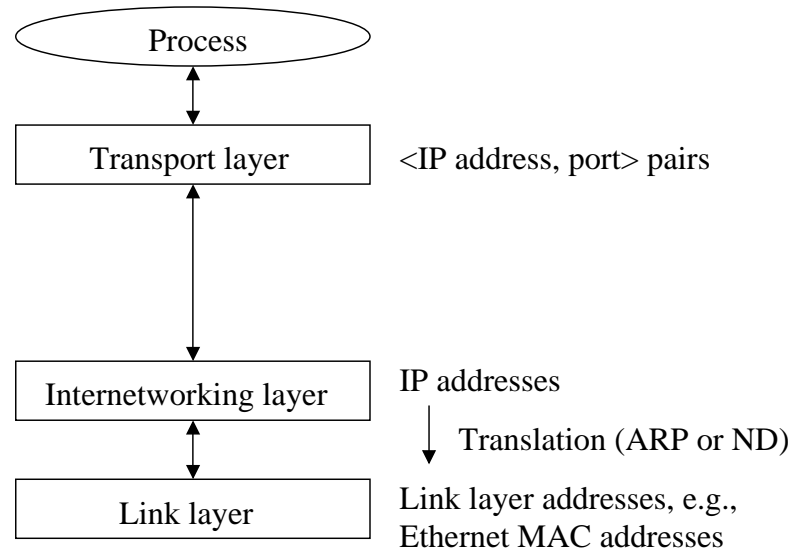 Process
Transport layer
<IP address, port> pairs
Internetworking layer
IP addresses
Translation (ARP or ND)
Link layer
Link layer addresses, e.g.,
Ethernet MAC addresses